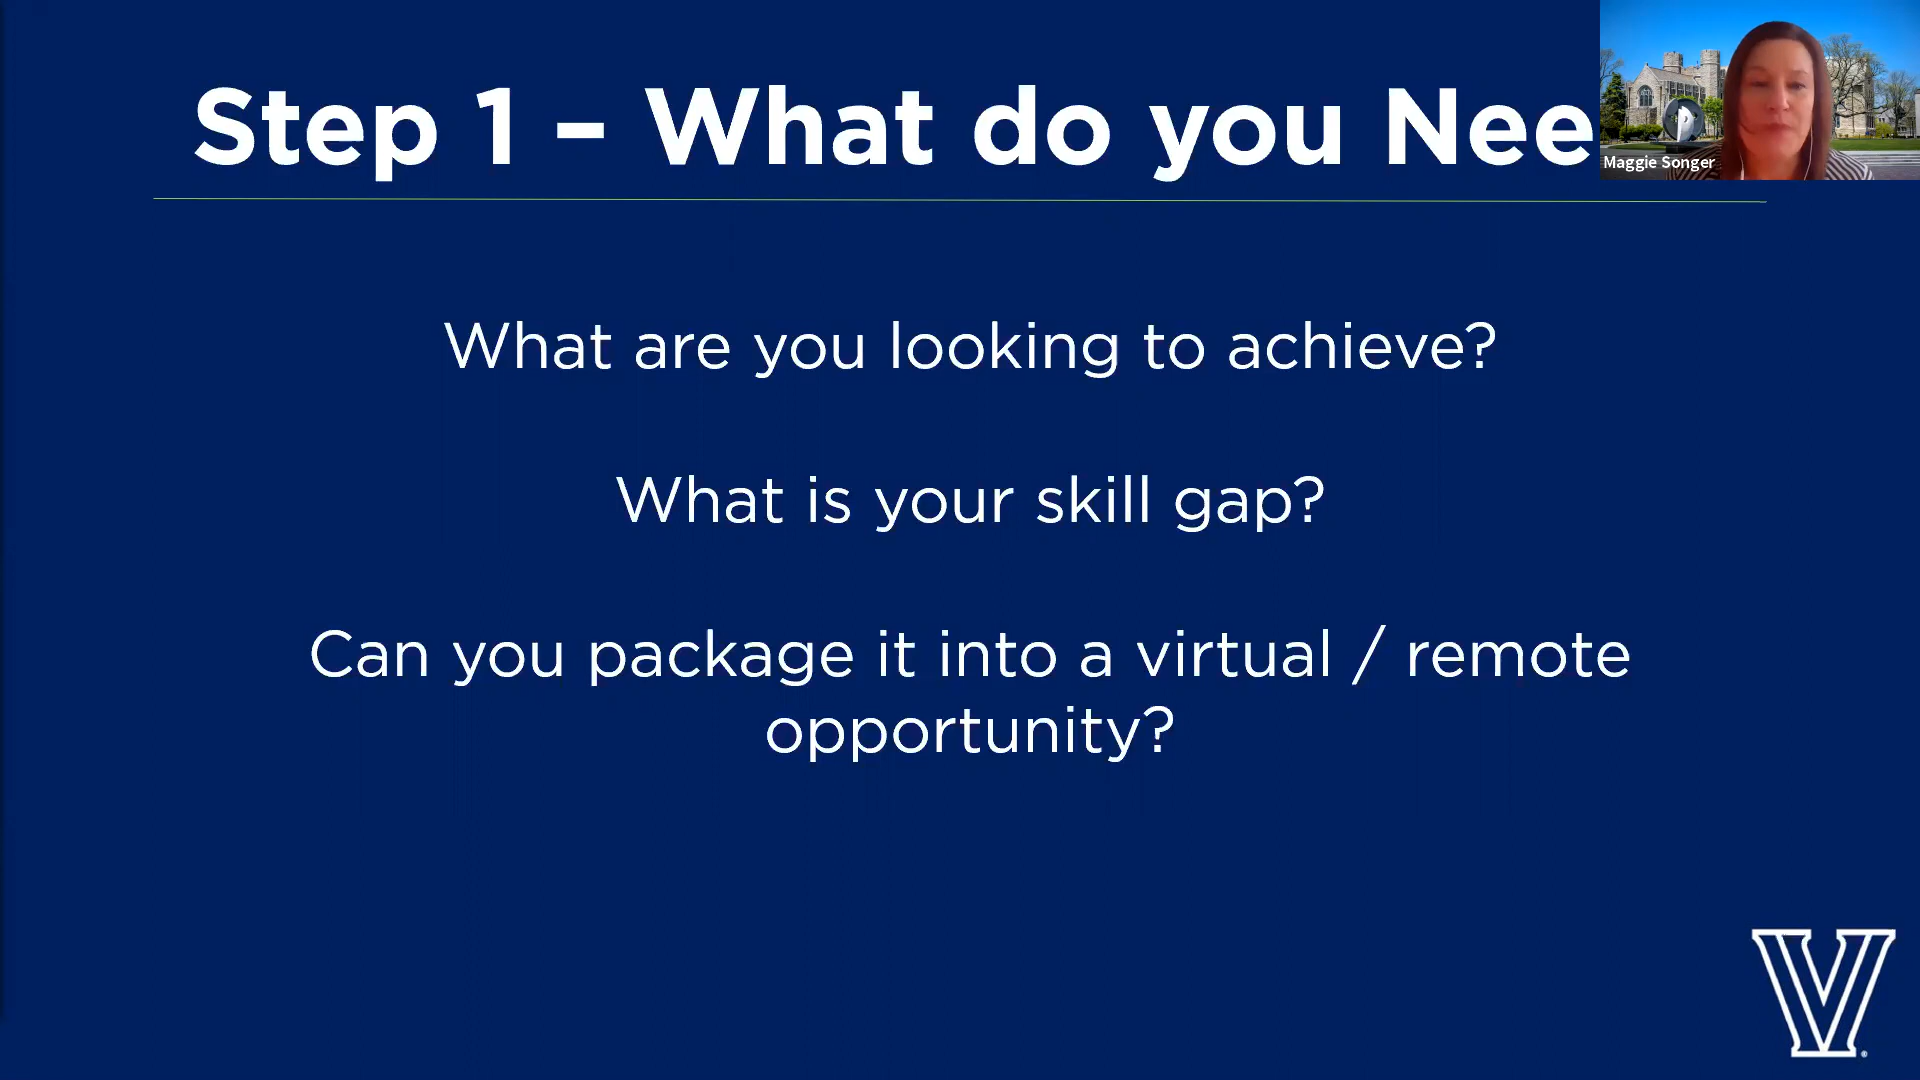 Step 1 – What do you Nee
Maggie Songer
What are you looking to achieve?
What is your skill gap?
Can you package it into a virtual / remote
opportunity?
V